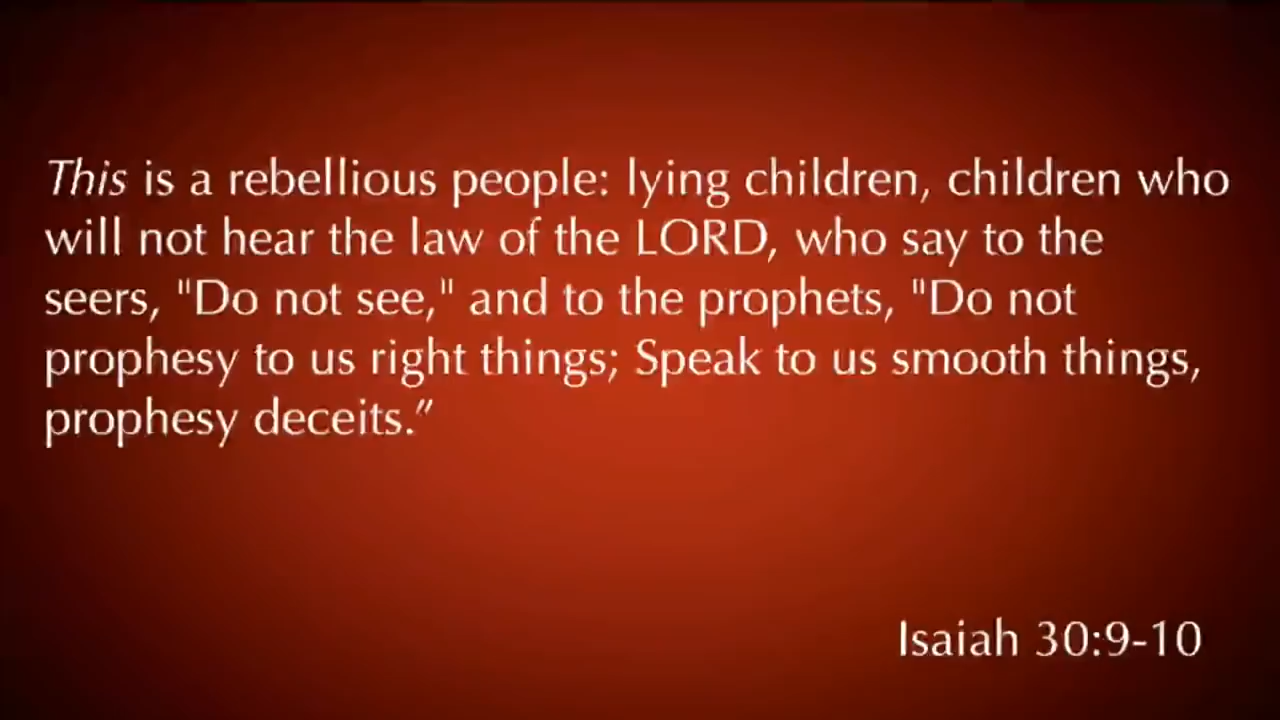 This is a rebellious people: lying children, children who
will not hear the law of the LORD, who say to the
seers, "Do not see," and to the prophets, "Do not
prophesy to us right things; Speak to us smooth things,
prophesy deceits.”
Isaiah 30:9-10